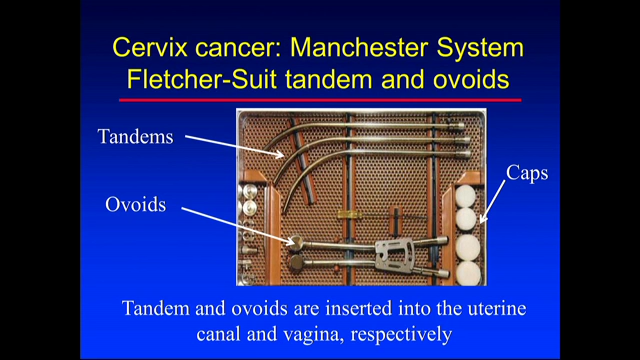 Cervix cancer: Manchester System
Fletcher-Suit tandem and ovoids
Tandems
Caps
Ovoids
Tandem and ovoids are inserted into the uterine
canal and vagina, respectively